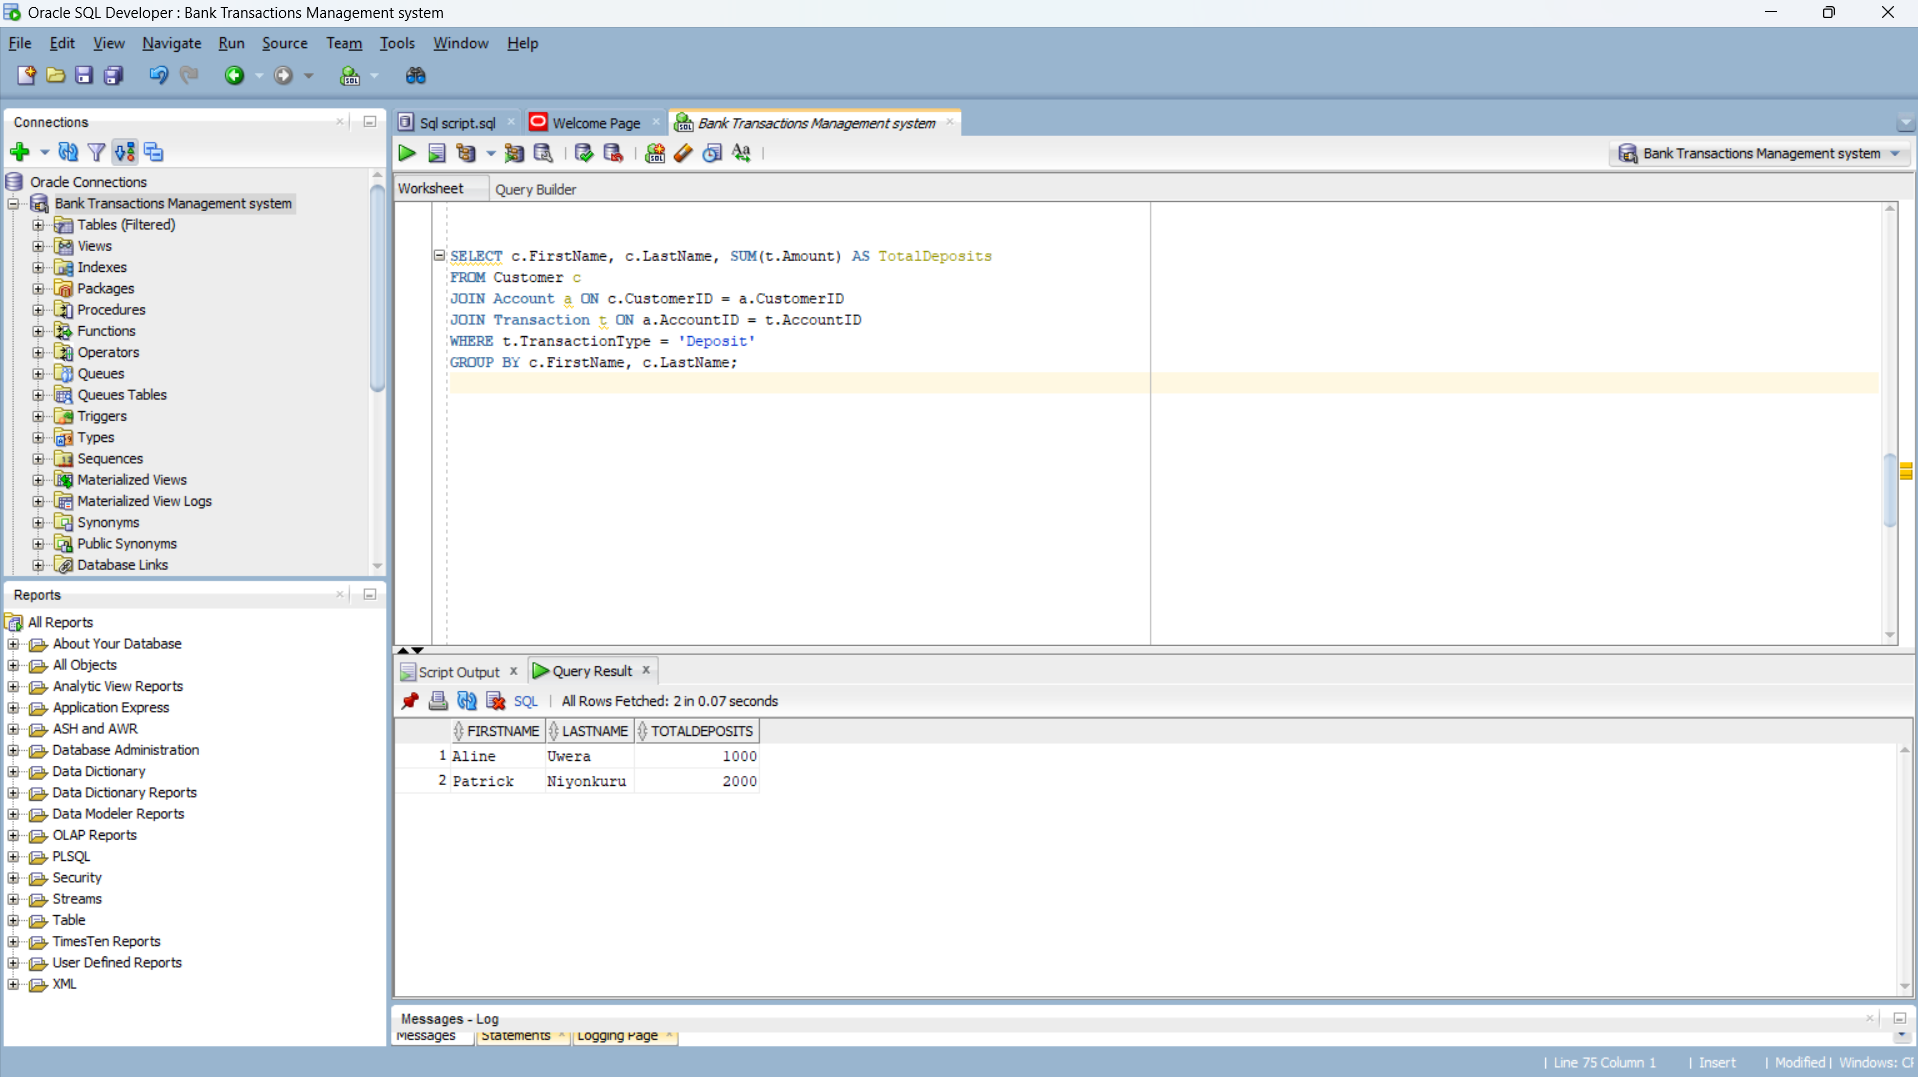 Oracle SQL Developer : Bank Transactions Management system
File Edit View Navigate Run Source Team Tools Window Help
Connections
Oracle Connections
Bank Transactions Management system
Tables (Filtered)
Views
Indexes
Packages
Procedures
Functions
Operators
Queues
Queues Tables
Triggers
Types
Sequences
Materialized Views
Materialized View Logs
Synonyms
Public Synonyms
Database Links
Reports
All Reports
About Your Database
All Objects
Analytic View Reports
Application Express
ASH and AWR
Database Administration
Data Dictionary
Data Dictionary Reports
Data Modeler Reports
OLAP Reports
PLSQL
Security
Streams
Table
TimesTen Reports
User Defined Reports
XML
Sql script.sql Welcome Page Bank Transactions Management system
Bank Transactions Management system
Worksheet Query Builder
SELECT c.FirstName, c.LastName, SUM(t.Amount) AS TotalDeposits
FROM Customer c
JOIN Account a ON c.CustomerID = a.CustomerID
JOIN Transaction t ON a.AccountID = t.AccountID
WHERE t.TransactionType = 'Deposit'
GROUP BY c.FirstName, c.LastName;
Script Output Query Result
SQL All Rows Fetched: 2 in 0.07 seconds
FIRSTNAME LASTNAME TOTALDEPOSITS
1 Aline Uwera 1000
2 Patrick Niyonkuru 2000
Messages - Log
Messages Statements Logging Page
Line 75 Column 1 Insert Modified Windows: CF